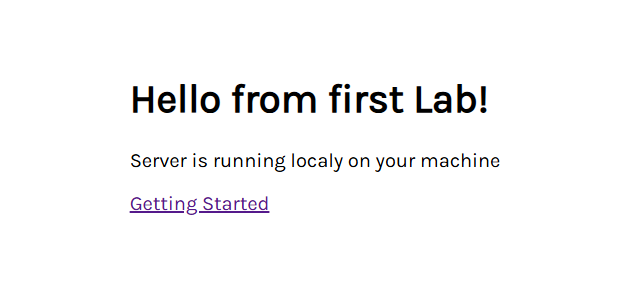 Hello from first Lab!
Server is running localy on your machine
Getting Started